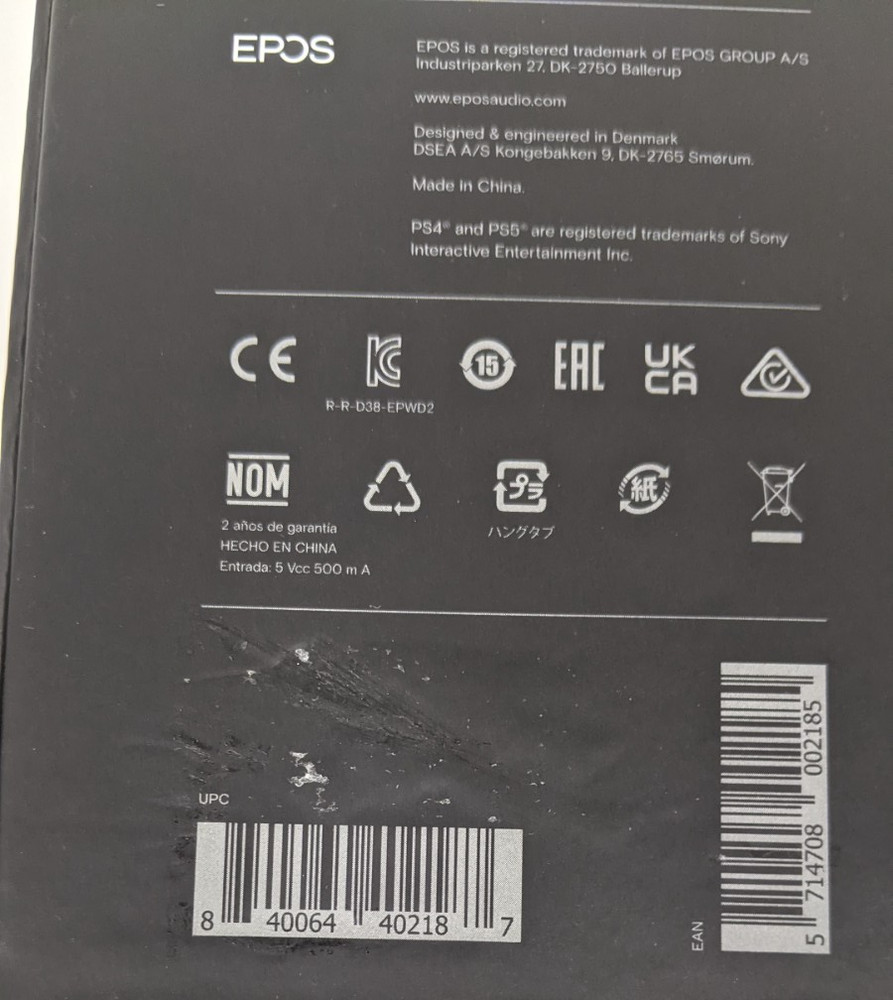 EPOS
EPOS is a registered trademark of EPOS GROUP A/S
Industriparken 27, DK-2750 Ballerup
www.eposaudio.com
Designed & engineered in Denmark
DSEA A/S Kongebakken 9, DK-2765 Smørum.
Made in China.
PS4® and PS5® are registered trademarks of Sony
Interactive Entertainment Inc.
CE
KC
15
EAC
UK
CA
R-R-D38-EPWD2
NOM
プラ
紙
2 años de garantía
ハングタブ
HECHO EN CHINA
Entrada: 5 Vcc 500 m A
UPC
8 40064 40218 7
EAN
5 714708 002185